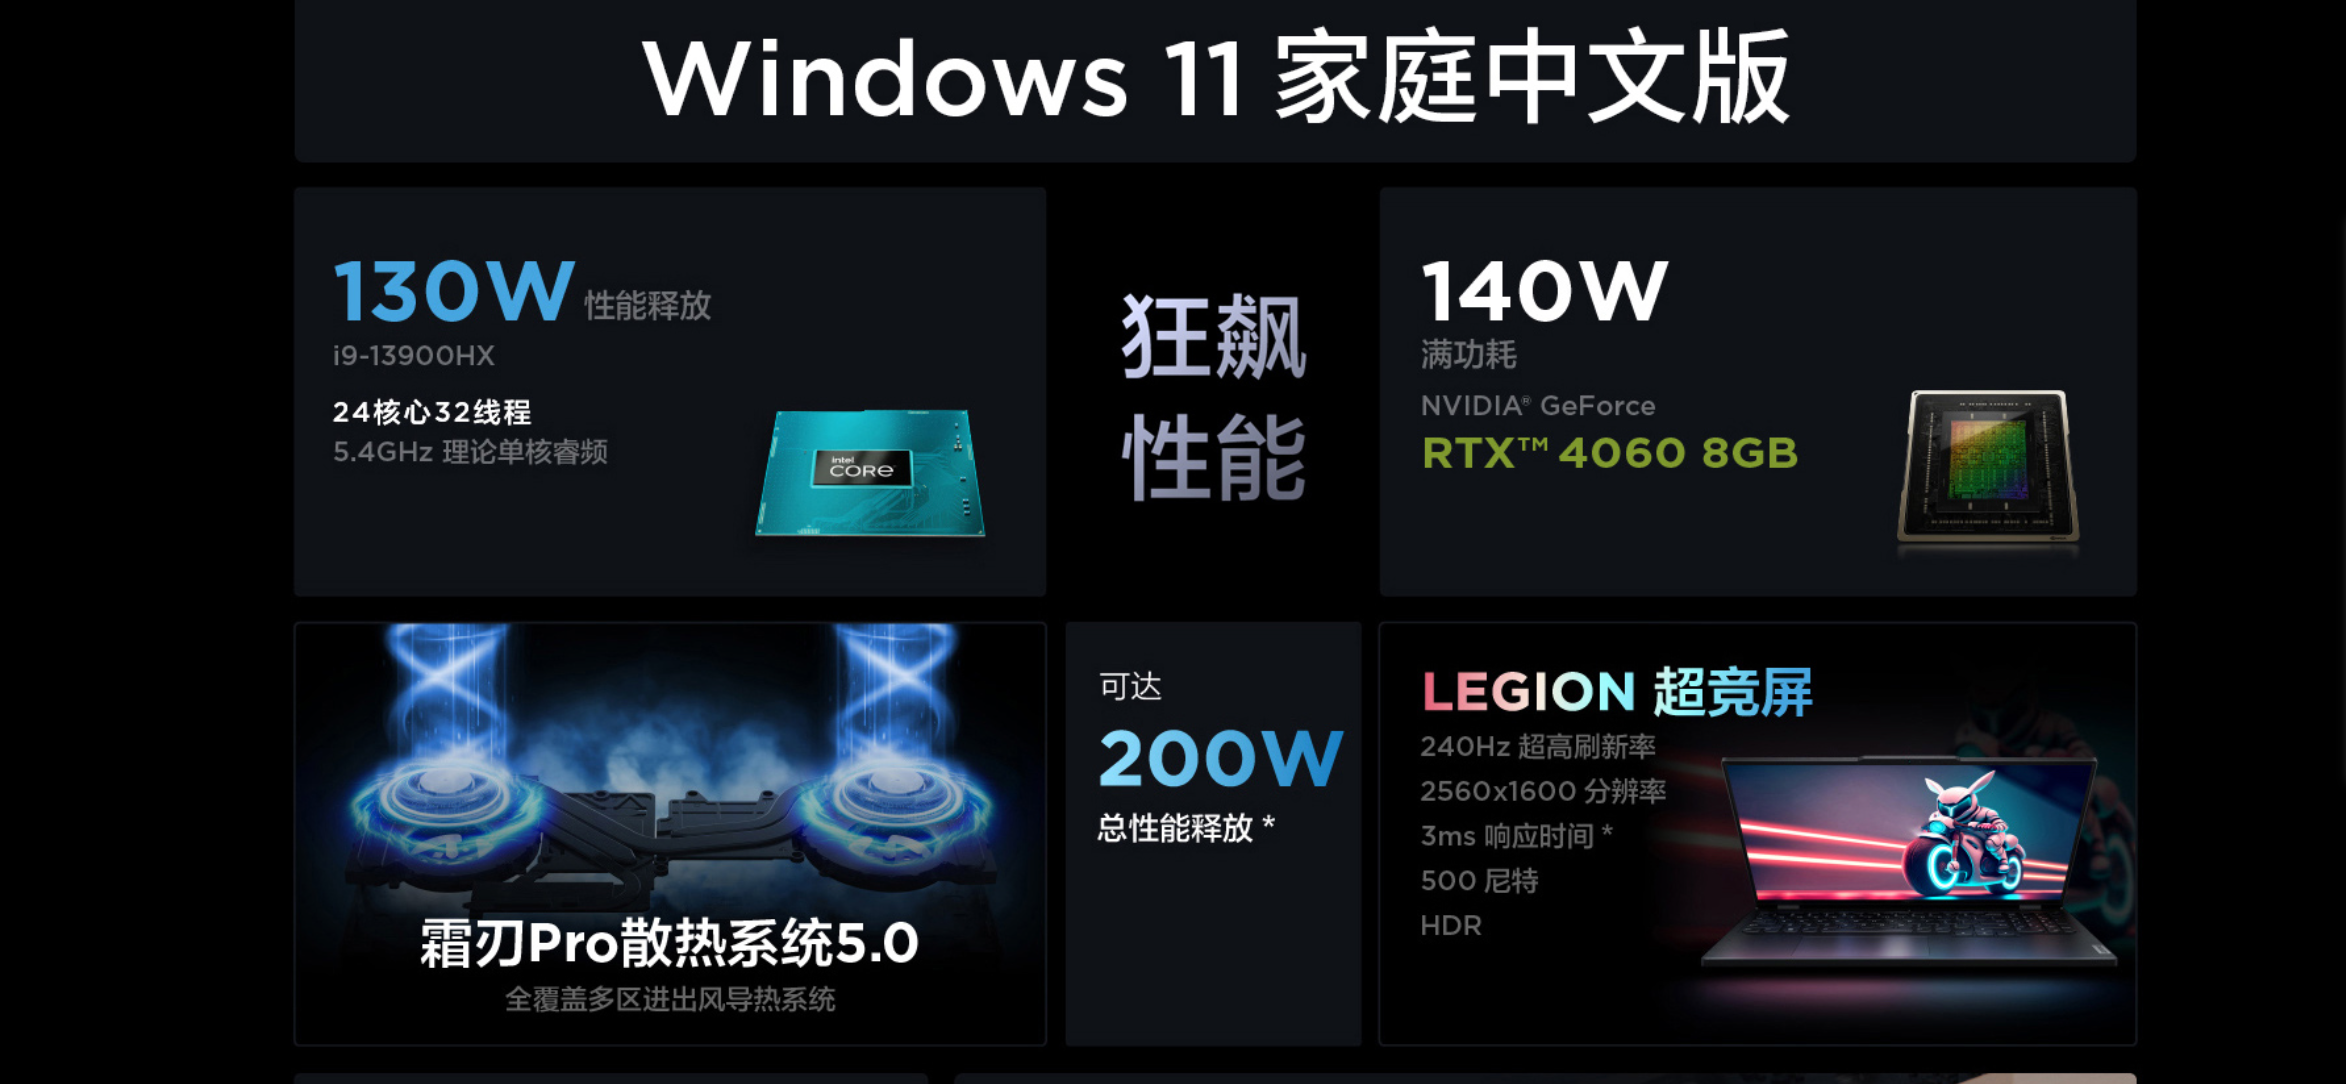 Windows 11 家庭中文版
130W 性能释放
i9-13900HX
24核心32线程
5.4GHz 理论单核睿频
intel
CORE
狂飙
性能
140W
满功耗
NVIDIA® GeForce
RTX™ 4060 8GB
霜刃Pro散热系统5.0
全覆盖多区进出风导热系统
可达
200W
总性能释放 *
LEGION 超竞屏
240Hz 超高刷新率
2560x1600 分辨率
3ms 响应时间 *
500 尼特
HDR